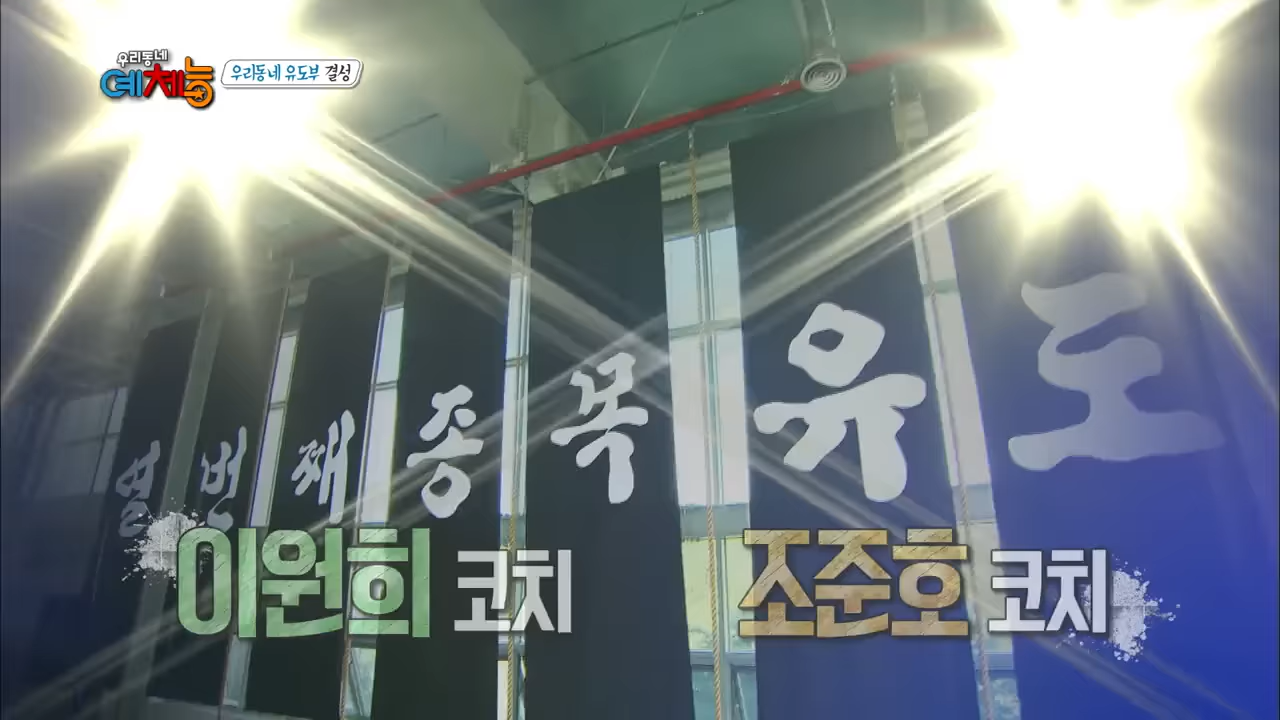 우리동네
예체능
우리동네 유도부 결성
열번째종목유도
이원희 코치
조준호 코치